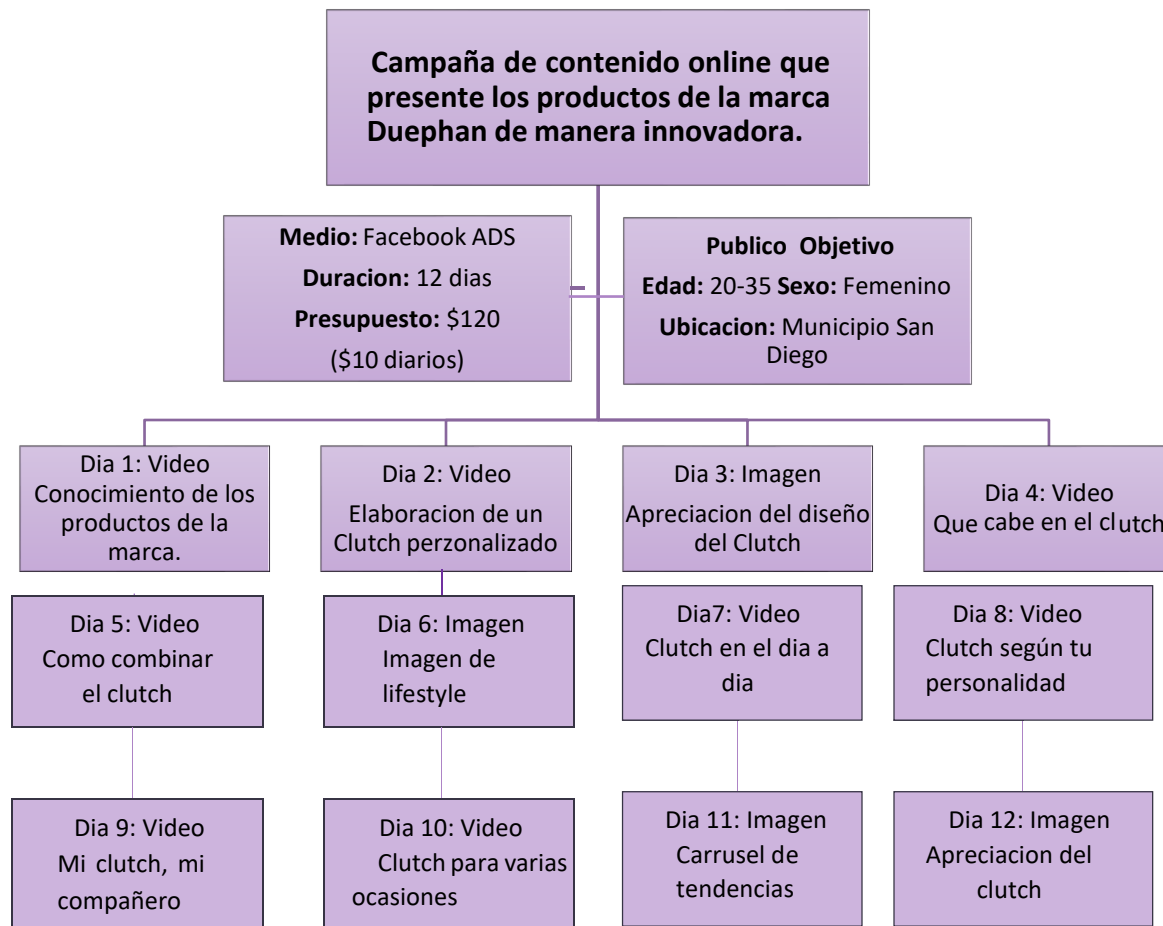 Campaña de contenido online que
presente los productos de la marca
Duephan de manera innovadora.
Medio: Facebook ADS
Duracion: 12 dias
Presupuesto: $120
($10 diarios)
Publico Objetivo
Edad: 20-35 Sexo: Femenino
Ubicacion: Municipio San
Diego
Dia 1: Video
Conocimiento de los
productos de la
marca.
Dia 2: Video
Elaboracion de un
Clutch perzonalizado
Dia 3: Imagen
Apreciacion del diseño
del Clutch
Dia 4: Video
Que cabe en el clutch
Dia 5: Video
Como combinar
el clutch
Dia 6: Imagen
Imagen de
lifestyle
Dia7: Video
Clutch en el dia a
dia
Dia 8: Video
Clutch según tu
personalidad
Dia 9: Video
Mi clutch, mi
compañero
Dia 10: Video
Clutch para varias
ocasiones
Dia 11: Imagen
Carrusel de
tendencias
Dia 12: Imagen
Apreciacion del
clutch